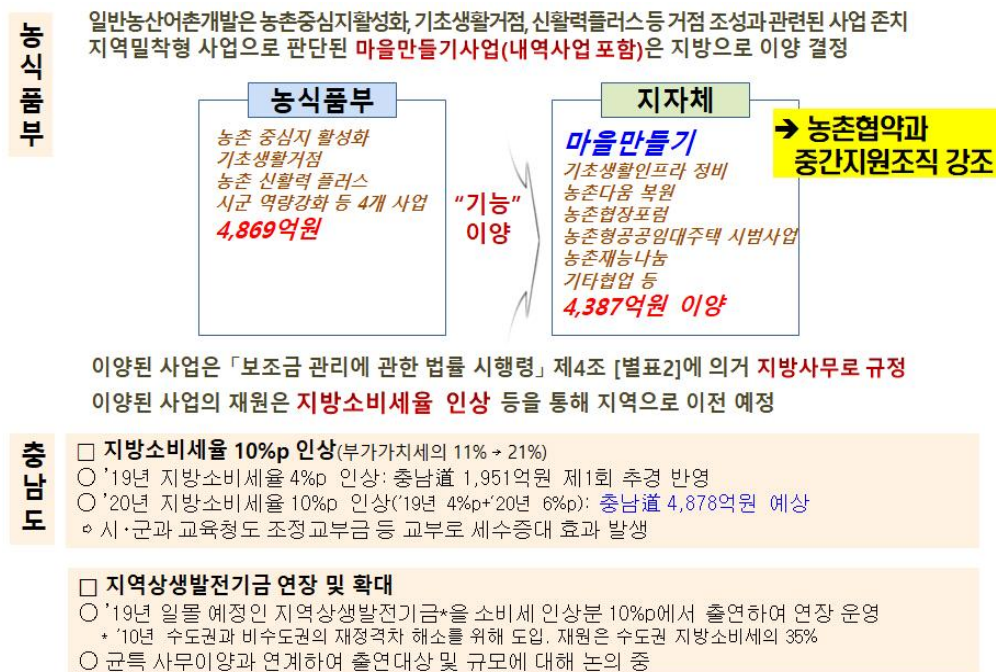 농식품부
일반농산어촌개발은 농촌중심지활성화, 기초생활거점, 신활력플러스 등 거점 조성과 관련된 사업 존치
지역밀착형 사업으로 판단된 마을만들기사업(내역사업 포함)은 지방으로 이양 결정
농식품부
농촌 중심지 활성화
기초생활거점
농촌 신활력 플러스
시군 역량강화 등 4개 사업
4,869억원
“기능”
이양
지자체
마을만들기
기초생활인프라 정비
농촌다움 복원
농촌협장포럼
농촌형공공임대주택 시범사업
농촌재능나눔
기타협업 등
4,387억원 이양
➔ 농촌협약과
중간지원조직 강조
이양된 사업은 「보조금 관리에 관한 법률 시행령」 제4조 [별표2]에 의거 지방사무로 규정
이양된 사업의 재원은 지방소비세율 인상 등을 통해 지역으로 이전 예정
충남도
□ 지방소비세율 10%p 인상(부가가치세의 11% → 21%)
○ ’19년 지방소비세율 4%p 인상: 충남道 1,951억원 제1회 추경 반영
○ ’20년 지방소비세율 10%p 인상(’19년 4%p+’20년 6%p): 충남道 4,878억원 예상
⇨ 시·군과 교육청도 조정교부금 등 교부로 세수증대 효과 발생
□ 지역상생발전기금 연장 및 확대
○ ’19년 일몰 예정인 지역상생발전기금*을 소비세 인상분 10%p에서 출연하여 연장 운영
* ’10년 수도권과 비수도권의 재정격차 해소를 위해 도입. 재원은 수도권 지방소비세의 35%
○ 균특 사무이양과 연계하여 출연대상 및 규모에 대해 논의 중